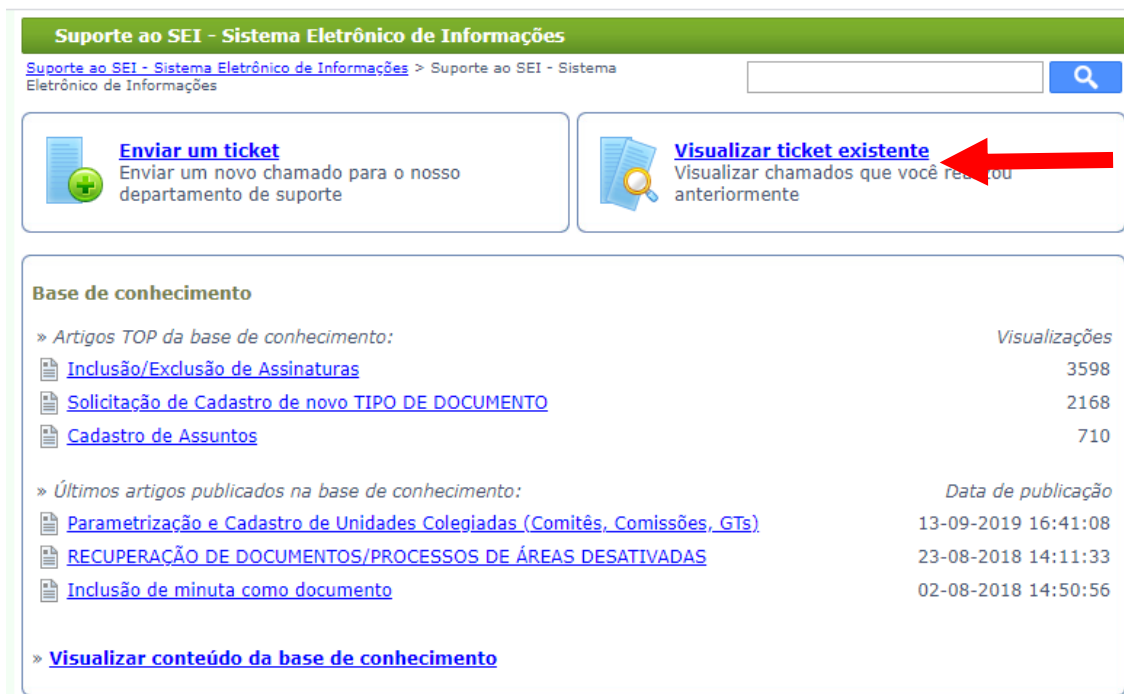 Suporte ao SEI - Sistema Eletrônico de Informações
Suporte ao SEI - Sistema Eletrônico de Informações > Suporte ao SEI - Sistema
Eletrônico de Informações
Enviar um ticket
Enviar um novo chamado para o nosso
departamento de suporte
Visualizar ticket existente
Visualizar chamados que você
anteriormente
Base de conhecimento
» Artigos TOP da base de conhecimento: Visualizações
Inclusão/Exclusão de Assinaturas 3598
Solicitação de Cadastro de novo TIPO DE DOCUMENTO 2168
Cadastro de Assuntos 710
» Últimos artigos publicados na base de conhecimento: Data de publicação
Parametrização e Cadastro de Unidades Colegiadas (Comitês, Comissões, GTs) 13-09-2019 16:41:08
RECUPERAÇÃO DE DOCUMENTOS/PROCESSOS DE ÁREAS DESATIVADAS 23-08-2018 14:11:33
Inclusão de minuta como documento 02-08-2018 14:50:56
» Visualizar conteúdo da base de conhecimento